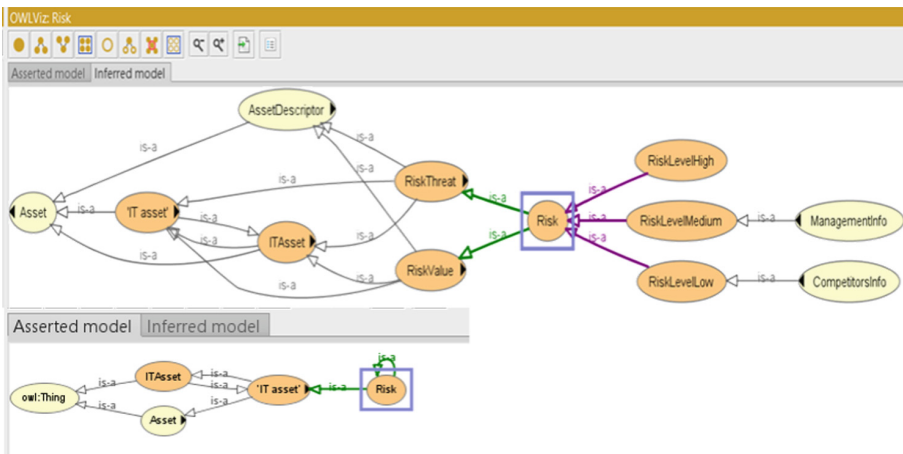 OWLViz: Risk
Asserted model Inferred model
AssetDescriptor
is-a
is-a
is-a
is-a
RiskThreat
RiskLevelHigh
is-a
is-a
Asset
is-a
'IT asset'
is-a
ITAsset
is-a
Risk
is-a
RiskLevelMedium
is-a
ManagementInfo
is-a
is-a
is-a
is-a
RiskValue
is-a
RiskLevelLow
is-a
CompetitorsInfo
Asserted model Inferred model
is-a
owl:Thing
is-a
ITAsset
is-a
is-a
'IT asset'
is-a
Risk
is-a
Asset
is-a